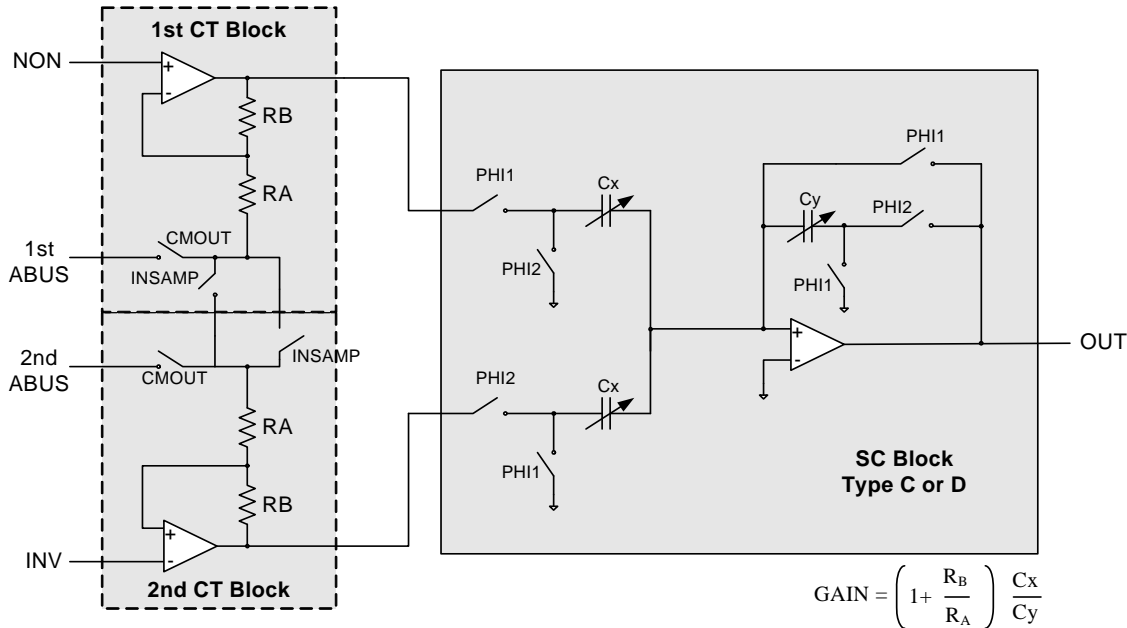 1st CT Block
NON
+
-
RB
RA
CMOUT
1st
ABUS
INSAMP
2nd
ABUS
CMOUT
INSAMP
RA
RB
+
-
INV
2nd CT Block
PHI1
Cx
PHI2
PHI2
Cx
PHI1
PHI1
Cy
PHI2
PHI1
+
-
OUT
SC Block
Type C or D
GAIN = ( 1+ RB / RA ) Cx / Cy